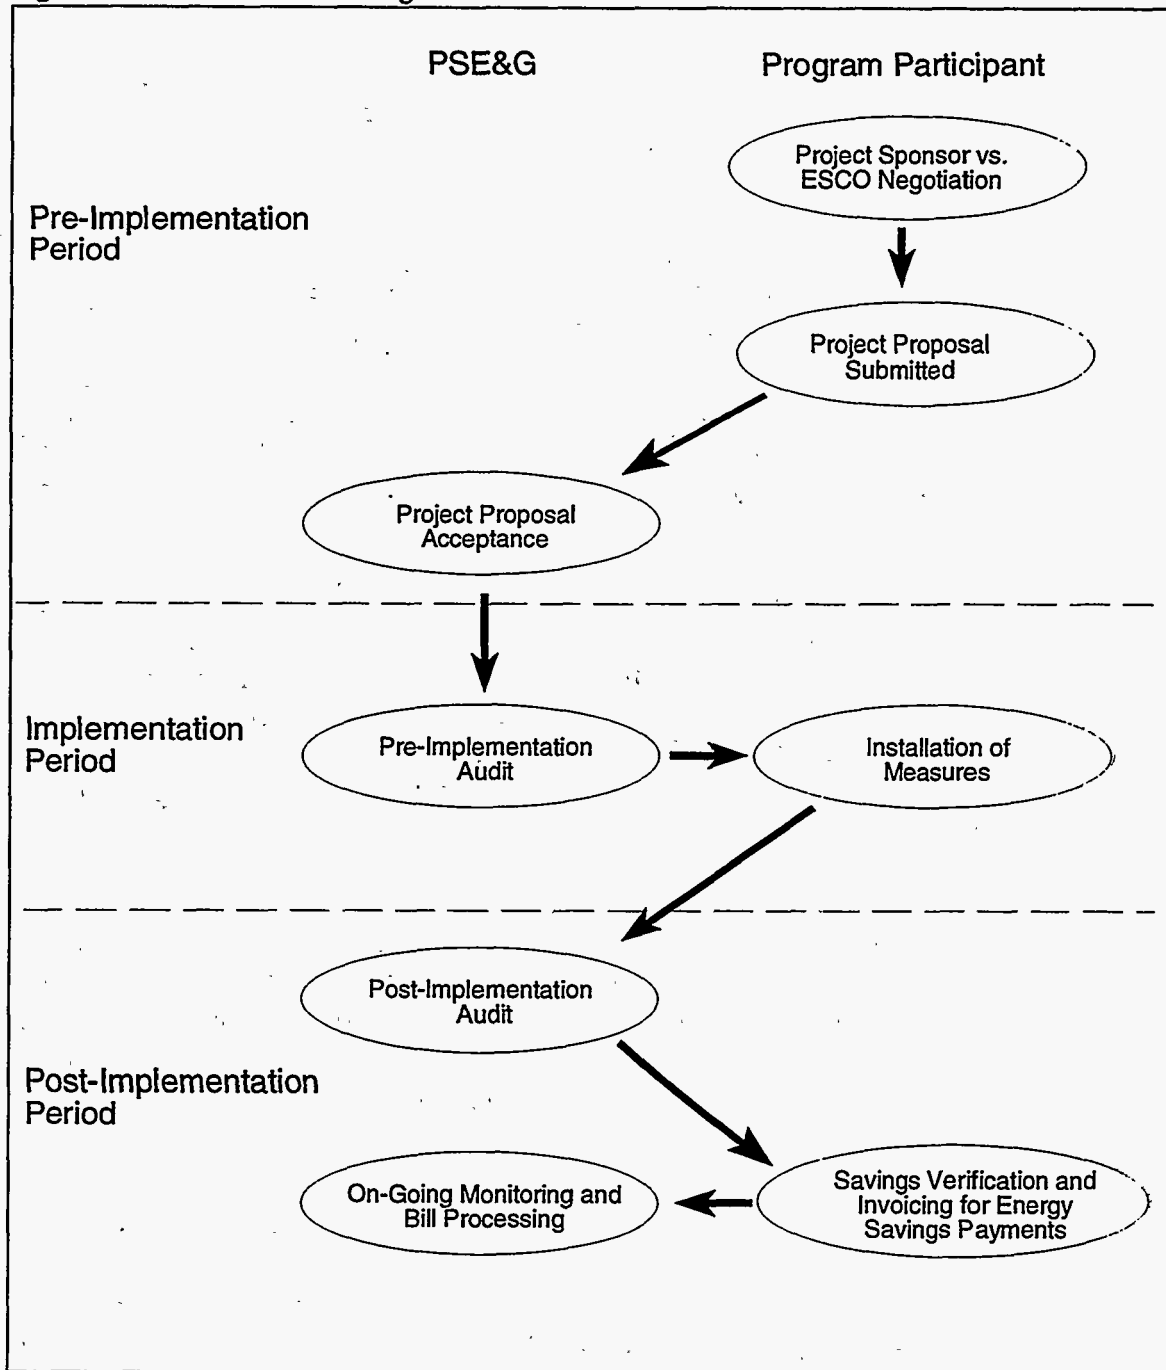 PSE&G
Program Participant
Project Sponsor vs.
ESCO Negotiation
Pre-Implementation
Period
Project Proposal
Submitted
Project Proposal
Acceptance
Implementation
Period
Pre-Implementation
Audit
Installation of
Measures
Post-Implementation
Audit
Post-Implementation
Period
On-Going Monitoring and
Bill Processing
Savings Verification and
Invoicing for Energy
Savings Payments